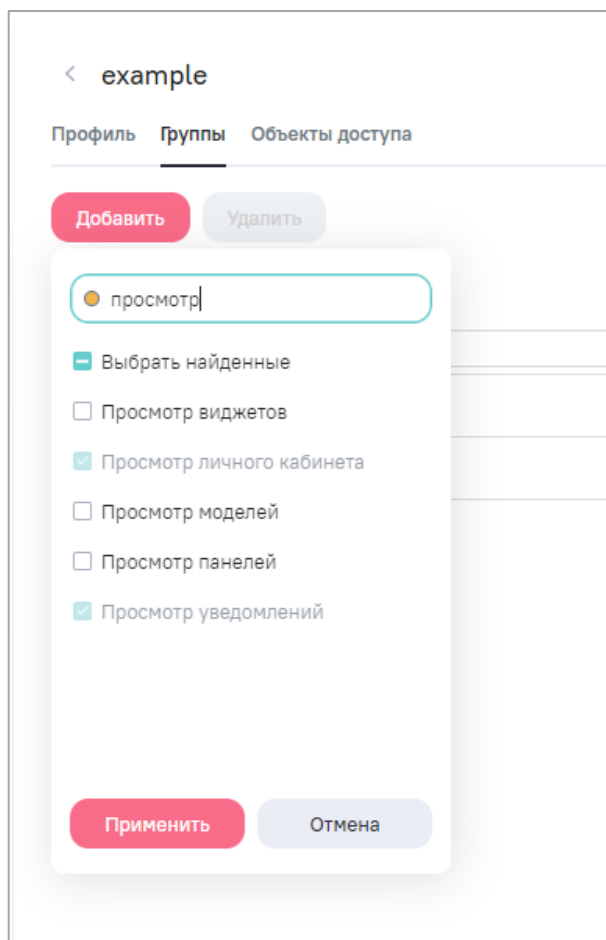 example
Профиль Группы Объекты доступа
Добавить Удалить
просмотр
Выбрать найденные
Просмотр виджетов
Просмотр личного кабинета
Просмотр моделей
Просмотр панелей
Просмотр уведомлений
Применить Отмена